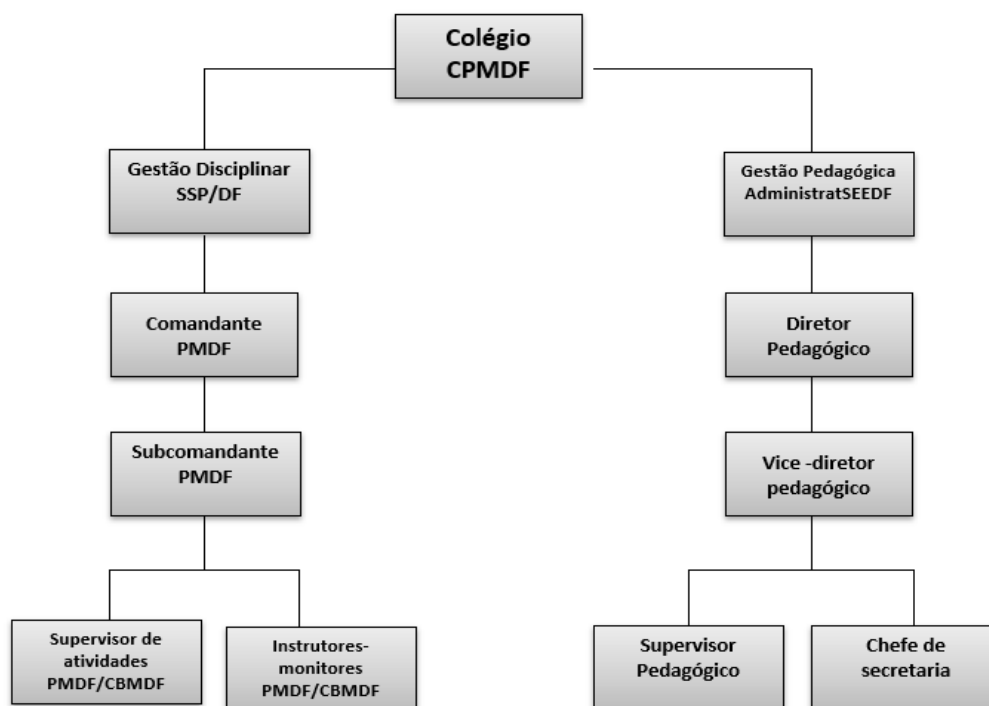 Colégio
CPMDF
Gestão Disciplinar
SSP/DF
Gestão Pedagógica
AdministratSEEDF
Comandante
PMDF
Diretor
Pedagógico
Subcomandante
PMDF
Vice -diretor
pedagógico
Supervisor de
atividades
PMDF/CBMDF
Instrutores-
monitores
PMDF/CBMDF
Supervisor
Pedagógico
Chefe de
secretaria